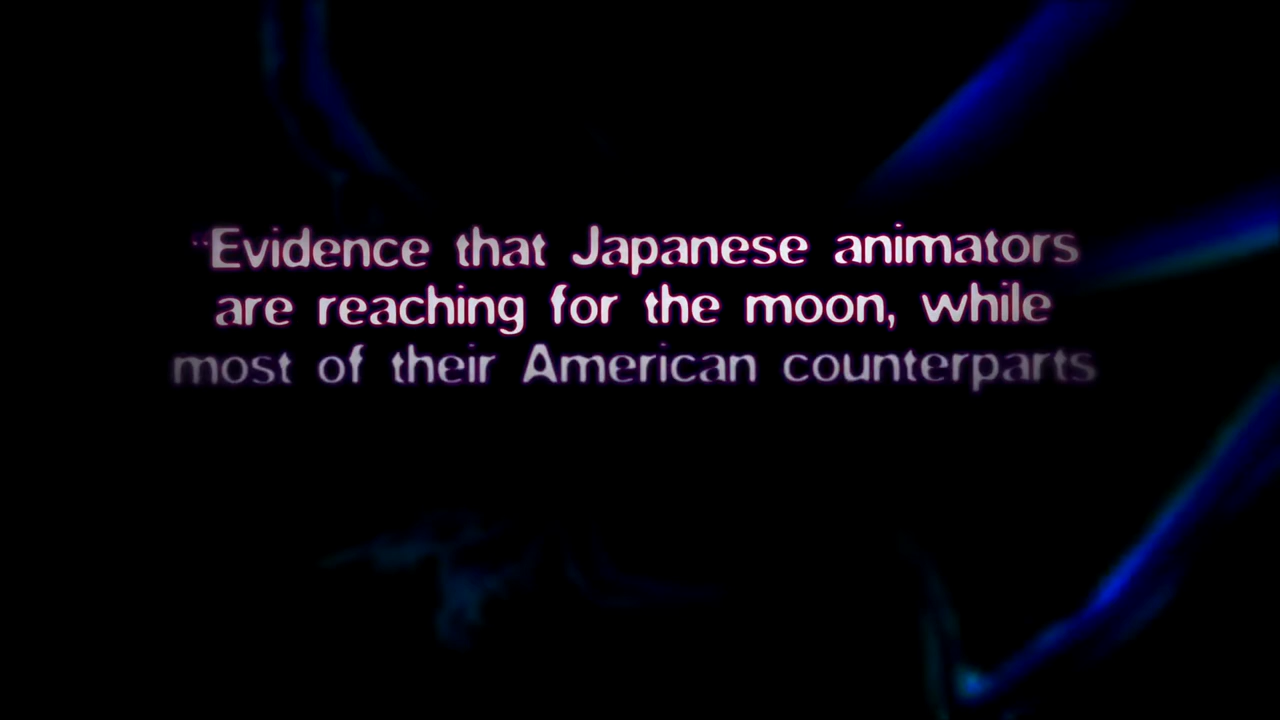 “Evidence that Japanese animators
are reaching for the moon, while
most of their American counterparts